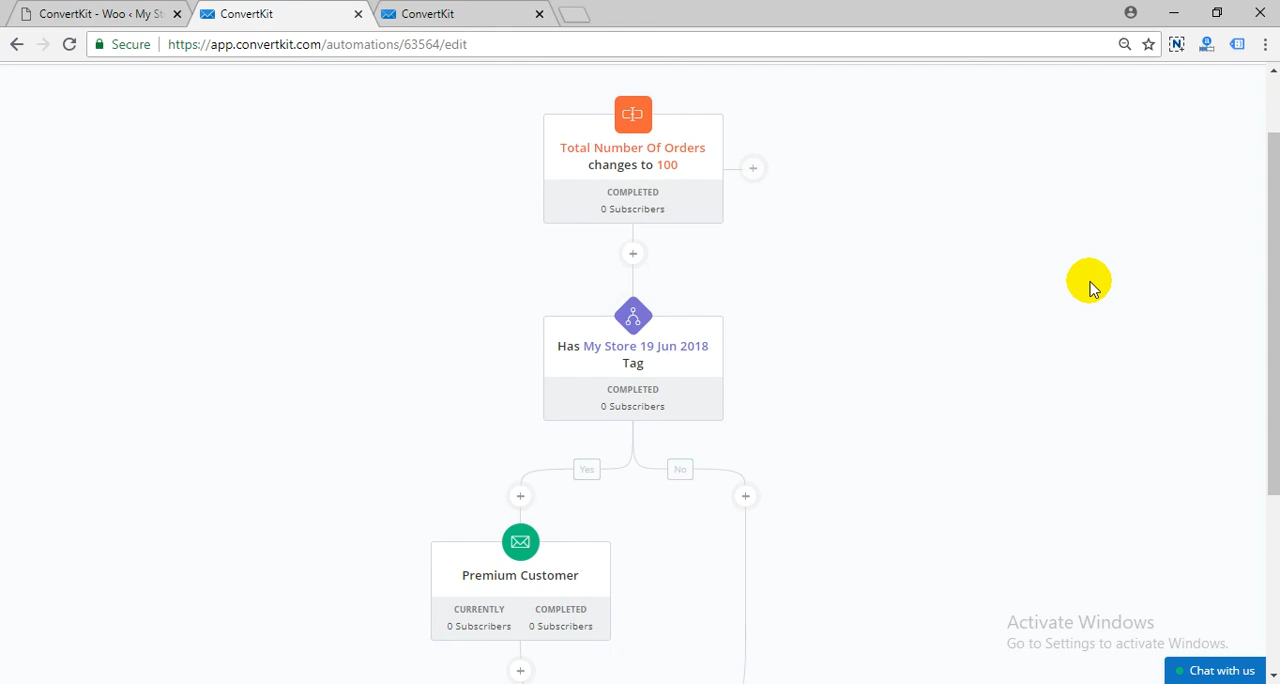 ConvertKit - Woo ‹ My St
ConvertKit
ConvertKit
Secure
https://app.convertkit.com/automations/63564/edit
Total Number Of Orders
changes to 100
COMPLETED
0 Subscribers
Has My Store 19 Jun 2018
Tag
COMPLETED
0 Subscribers
Yes
No
Premium Customer
CURRENTLY COMPLETED
0 Subscribers 0 Subscribers
Activate Windows
Go to Settings to activate Windows.
Chat with us